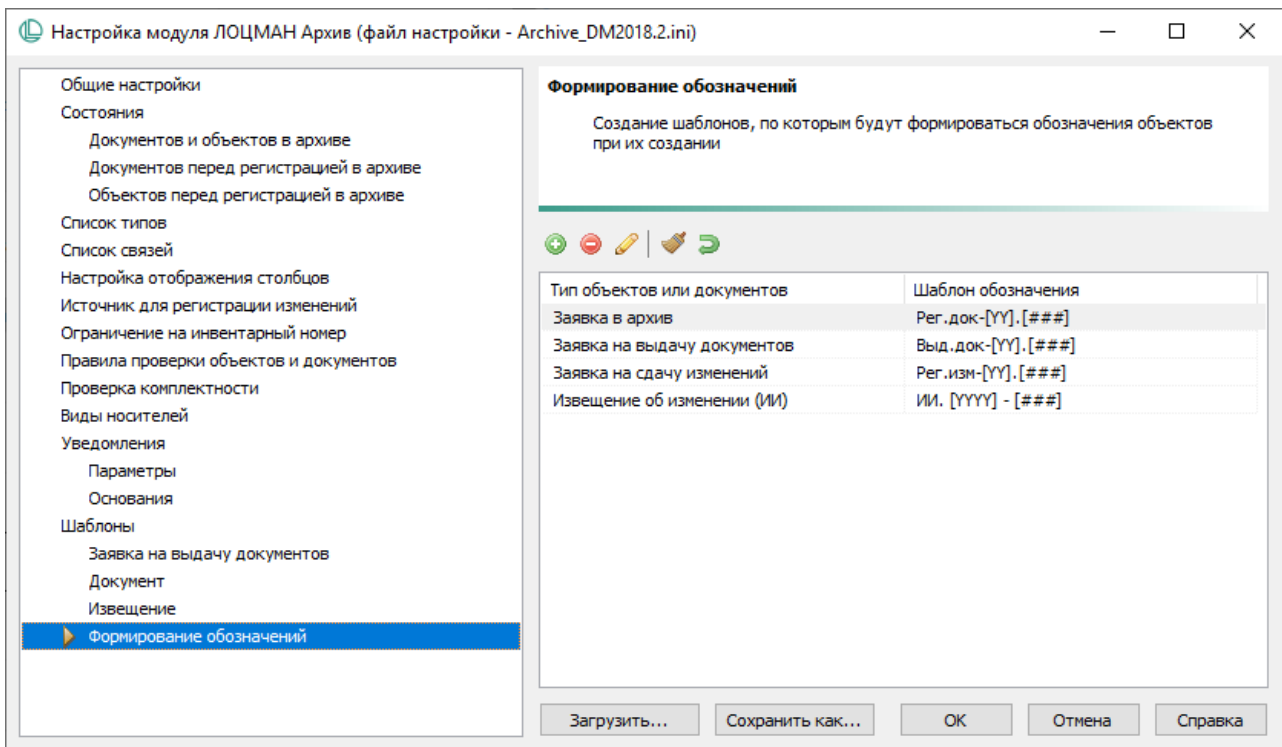 Настройка модуля ЛОЦМАН Архив (файл настройки - Archive_DM2018.2.ini)
Общие настройки
Состояния
Документов и объектов в архиве
Документов перед регистрацией в архиве
Объектов перед регистрацией в архиве
Список типов
Список связей
Настройка отображения столбцов
Источник для регистрации изменений
Ограничение на инвентарный номер
Правила проверки объектов и документов
Проверка комплектности
Виды носителей
Уведомления
Параметры
Основания
Шаблоны
Заявка на выдачу документов
Документ
Извещение
Формирование обозначений
Формирование обозначений
Создание шаблонов, по которым будут формироваться обозначения объектов
при их создании
Тип объектов или документов Шаблон обозначения
Заявка в архив Рег.док-[YY].[###]
Заявка на выдачу документов Выд.док-[YY].[###]
Заявка на сдачу изменений Рег.изм-[YY].[###]
Извещение об изменении (ИИ) ИИ. [YYYY] - [###]
Загрузить... Сохранить как... OK Отмена Справка